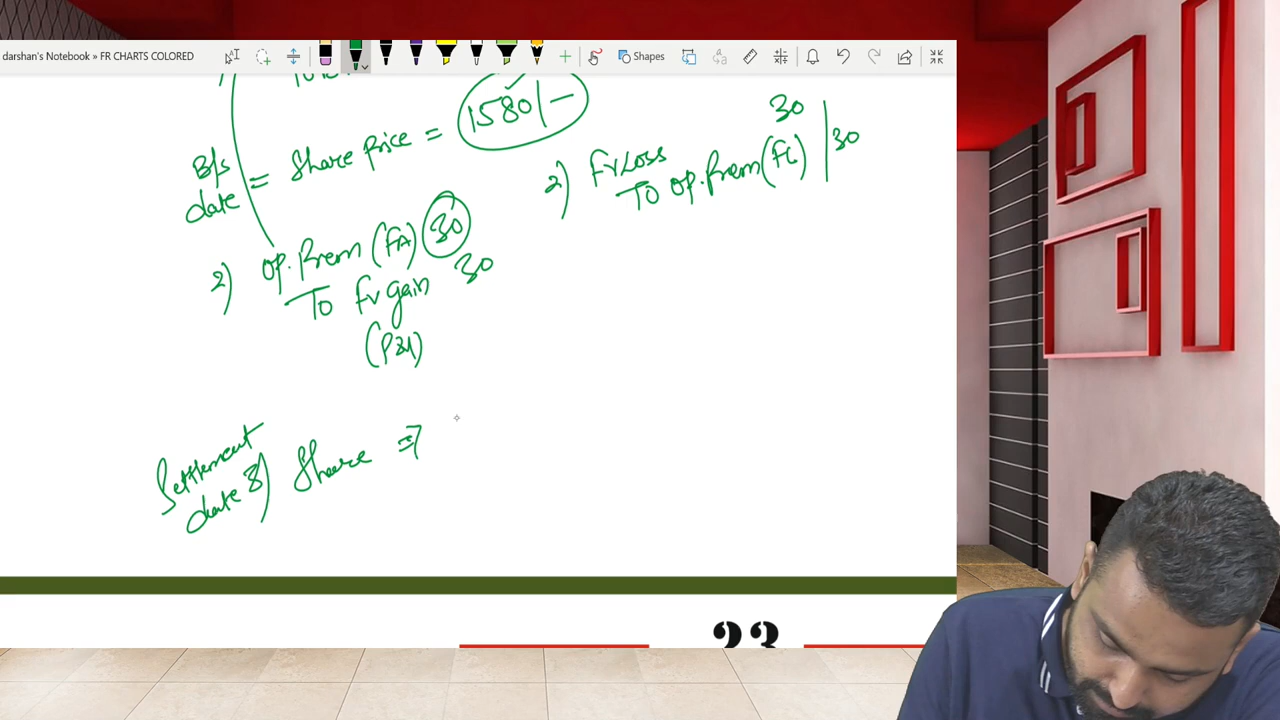 darshan's Notebook » FR CHARTS COLORED
Shapes
B/s date = Share price = 1580/-
2) Op. Prem (FA) 30
To Fv gain 30
(P&L)
2) Fv Loss 30
To Op. Prem (FL) 30
Settlement date 3) Share ⇒
23